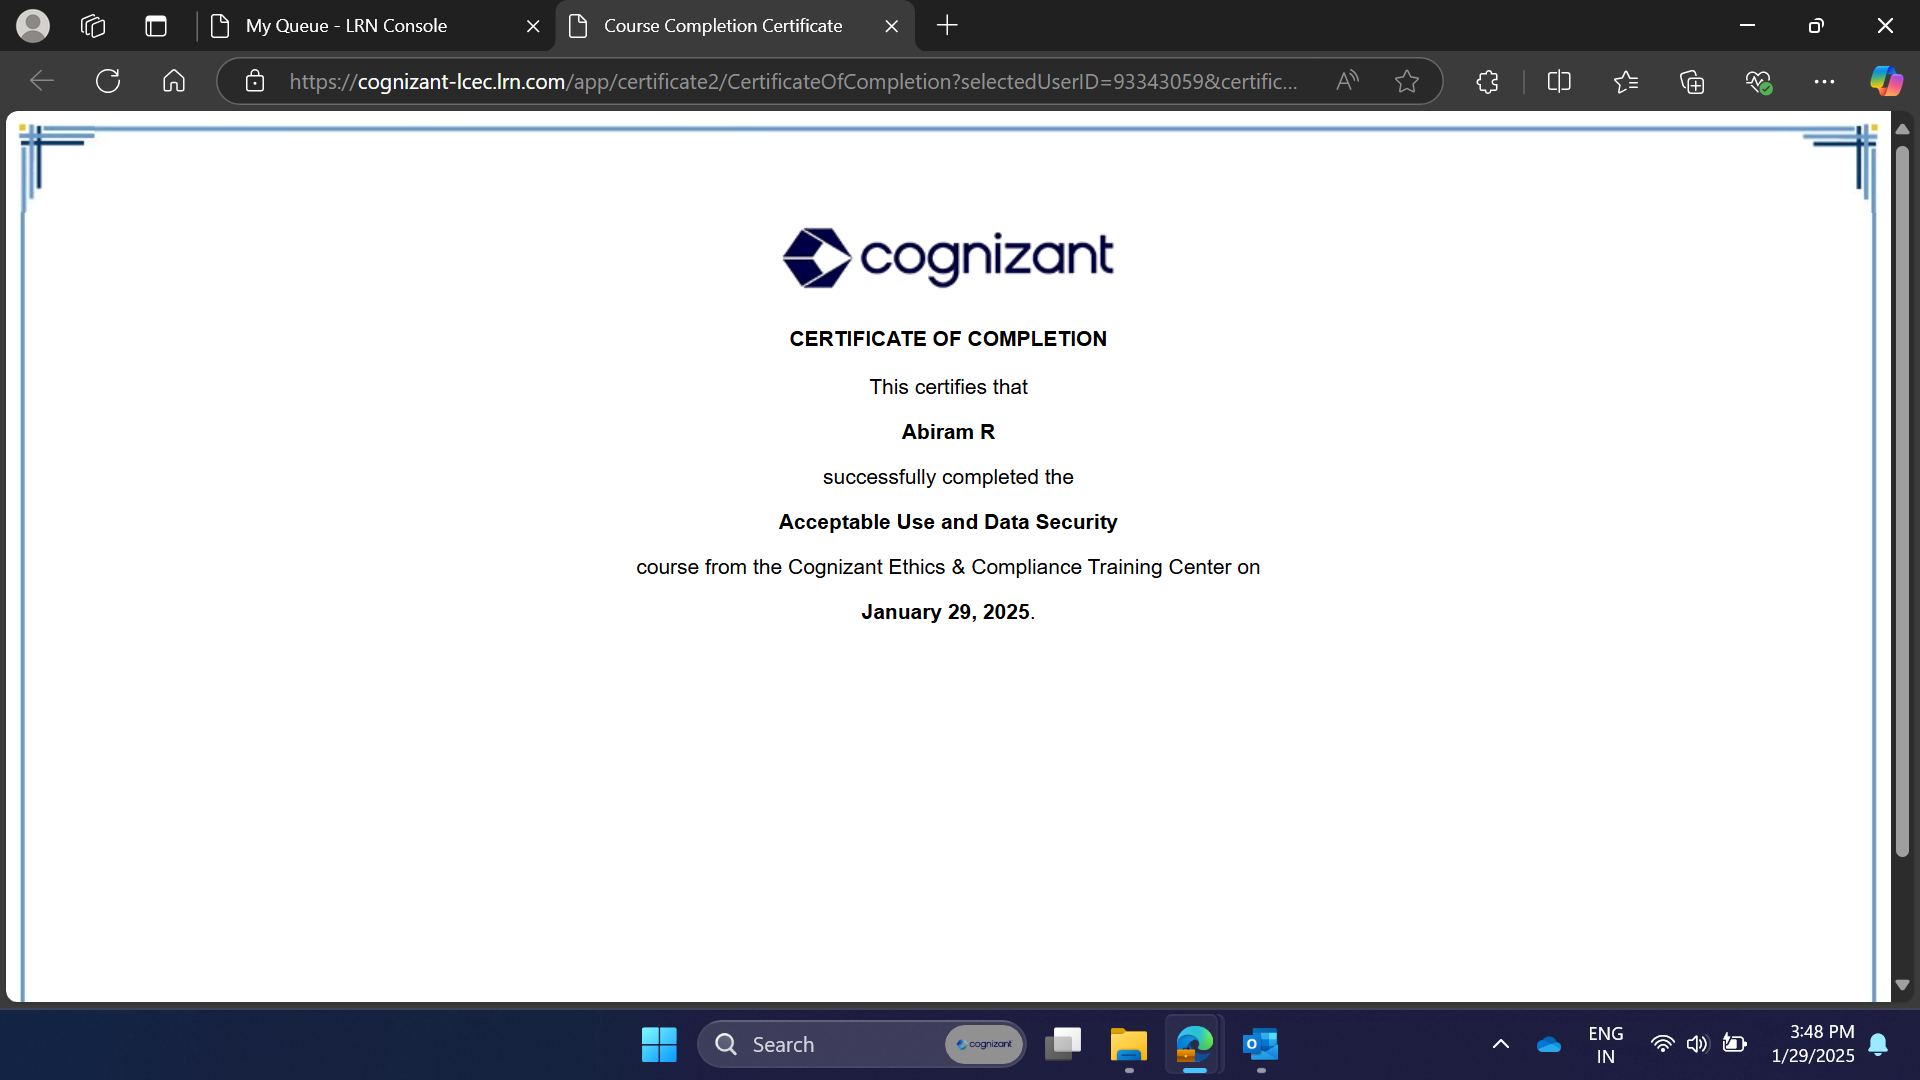 My Queue - LRN Console
Course Completion Certificate
https://cognizant-lcec.lrn.com/app/certificate2/CertificateOfCompletion?selectedUserID=93343059&certific...
cognizant
CERTIFICATE OF COMPLETION
This certifies that
Abiram R
successfully completed the
Acceptable Use and Data Security
course from the Cognizant Ethics & Compliance Training Center on
January 29, 2025.
Search
cognizant
ENG
IN
3:48 PM
1/29/2025